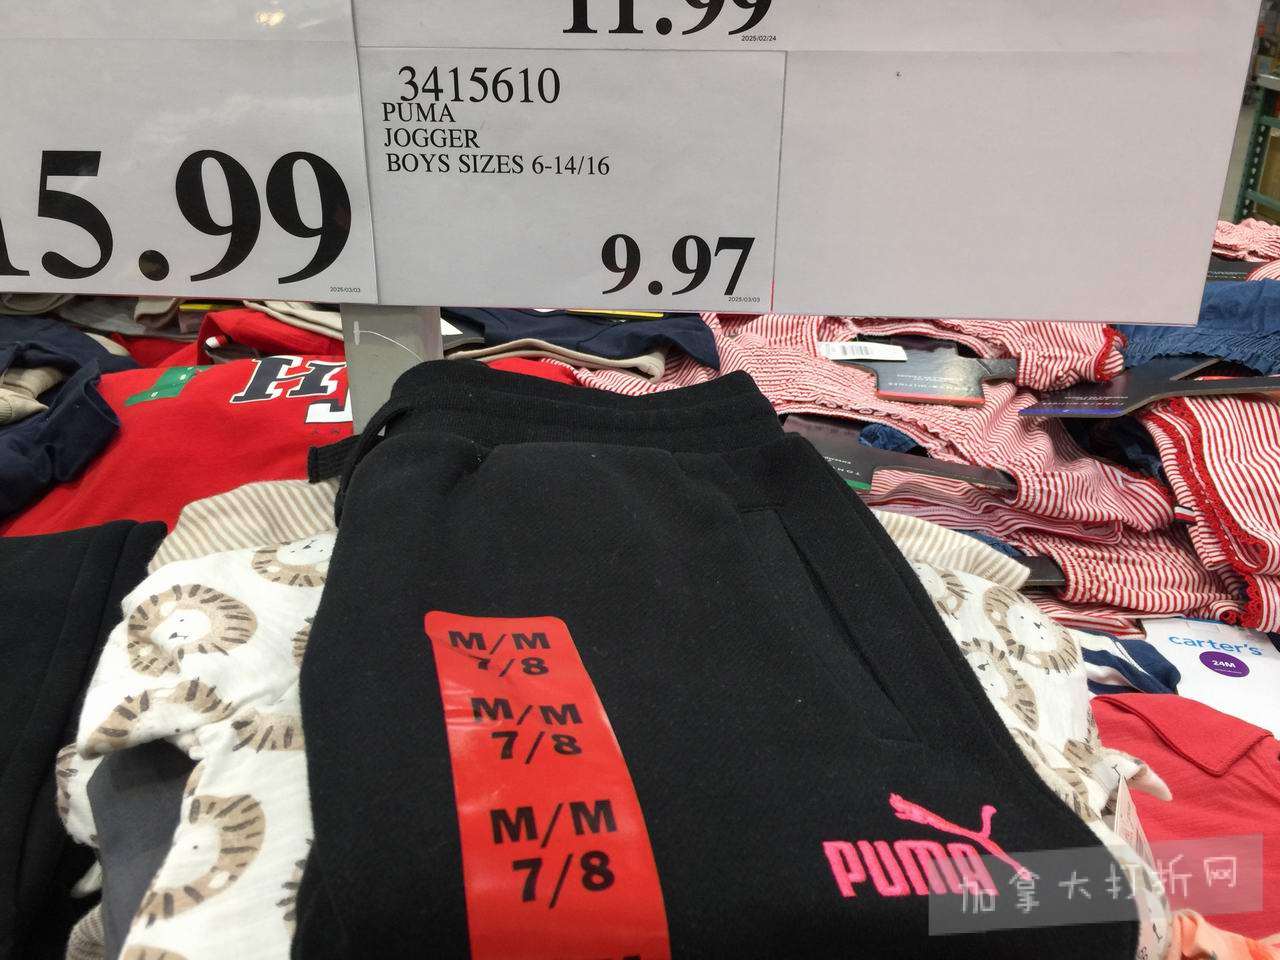 11.99
2025/02/24
15.99
2025/03/03
3415610
PUMA
JOGGER
BOYS SIZES 6-14/16
9.97
2025/03/03
M/M
7/8
M/M
7/8
M/M
7/8
PUMA
carter's
24M
加拿大打折网